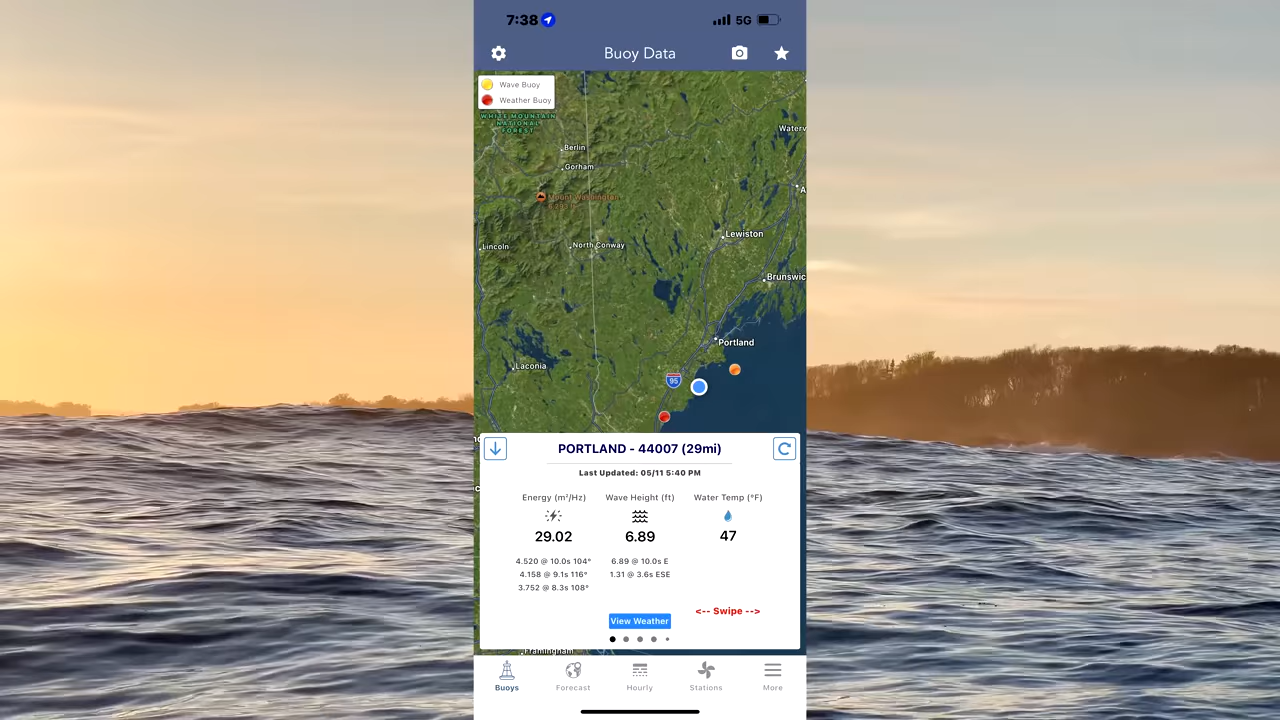 7:38
5G
Buoy Data
Wave Buoy
Weather Buoy
WHITE MOUNTAIN
NATIONAL
FOREST
Waterv
Berlin
Gorham
A
Mount Washington
Lewiston
Lincoln
North Conway
Brunswic
Portland
Laconia
95
PORTLAND - 44007 (29mi)
Last Updated: 05/11 5:40 PM
Energy (m²/Hz) Wave Height (ft) Water Temp (°F)
29.02 6.89 47
4.520 @ 10.0s 104° 6.89 @ 10.0s E
4.158 @ 9.1s 116° 1.31 @ 3.6s ESE
3.752 @ 8.3s 108°
<-- Swipe -->
View Weather
Framingham
Buoys Forecast Hourly Stations More